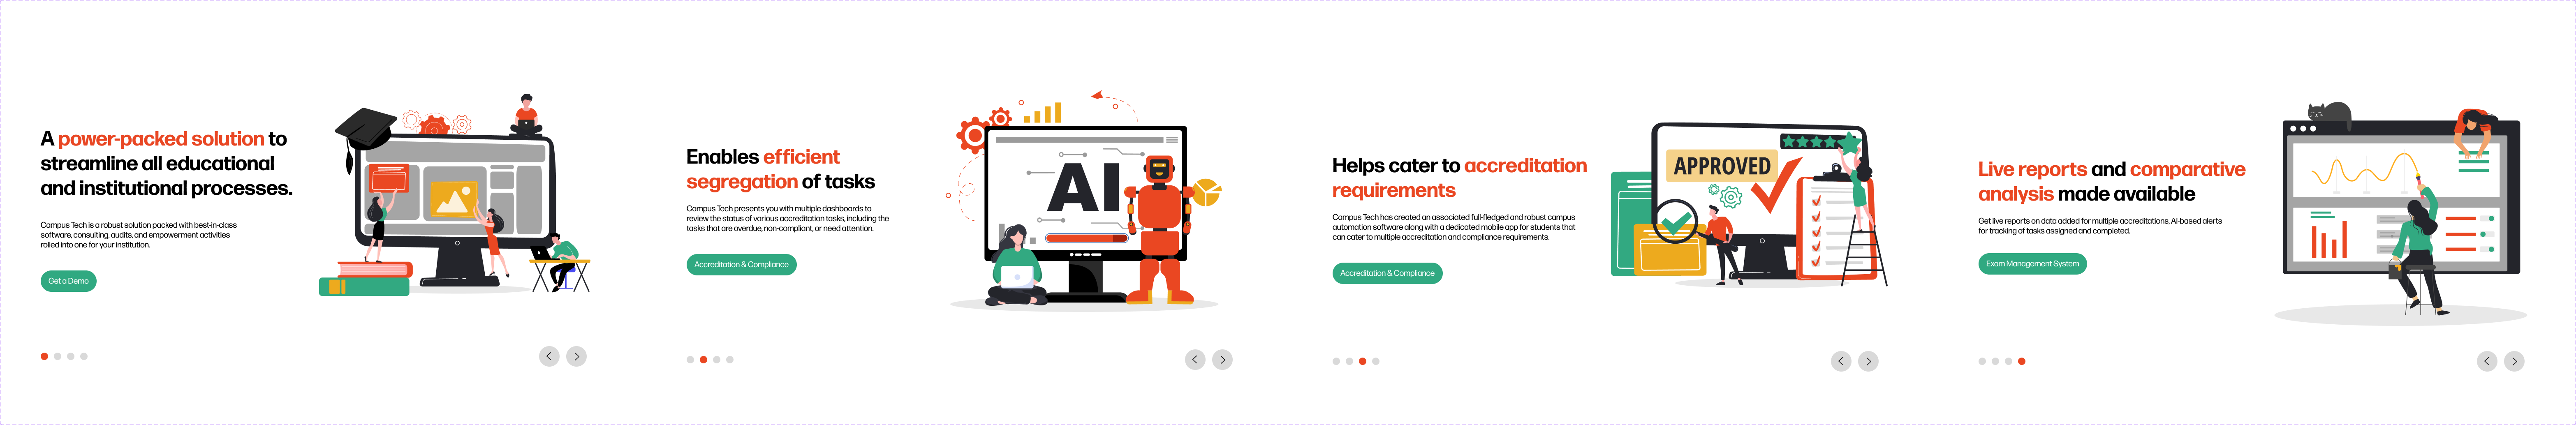 A power-packed solution to
streamline all educational
and institutional processes.
Campus Tech is a robust solution packed with best-in-class
software, consulting, audits, and empowerment activities
rolled into one for your institution.
Get a Demo
Enables efficient
segregation of tasks
Campus Tech presents you with multiple dashboards to
review the status of various accreditation tasks, including the
tasks that are overdue, non-compliant, or need attention.
Accreditation & Compliance
AI
Helps cater to accreditation
requirements
Campus Tech has created an associated full-fledged and robust campus
automation software along with a dedicated mobile app for students that
can cater to multiple accreditation and compliance requirements.
Accreditation & Compliance
APPROVED
Live reports and comparative
analysis made available
Get live reports on data added for multiple accreditations, AI-based alerts
for tracking of tasks assigned and completed.
Exam Management System